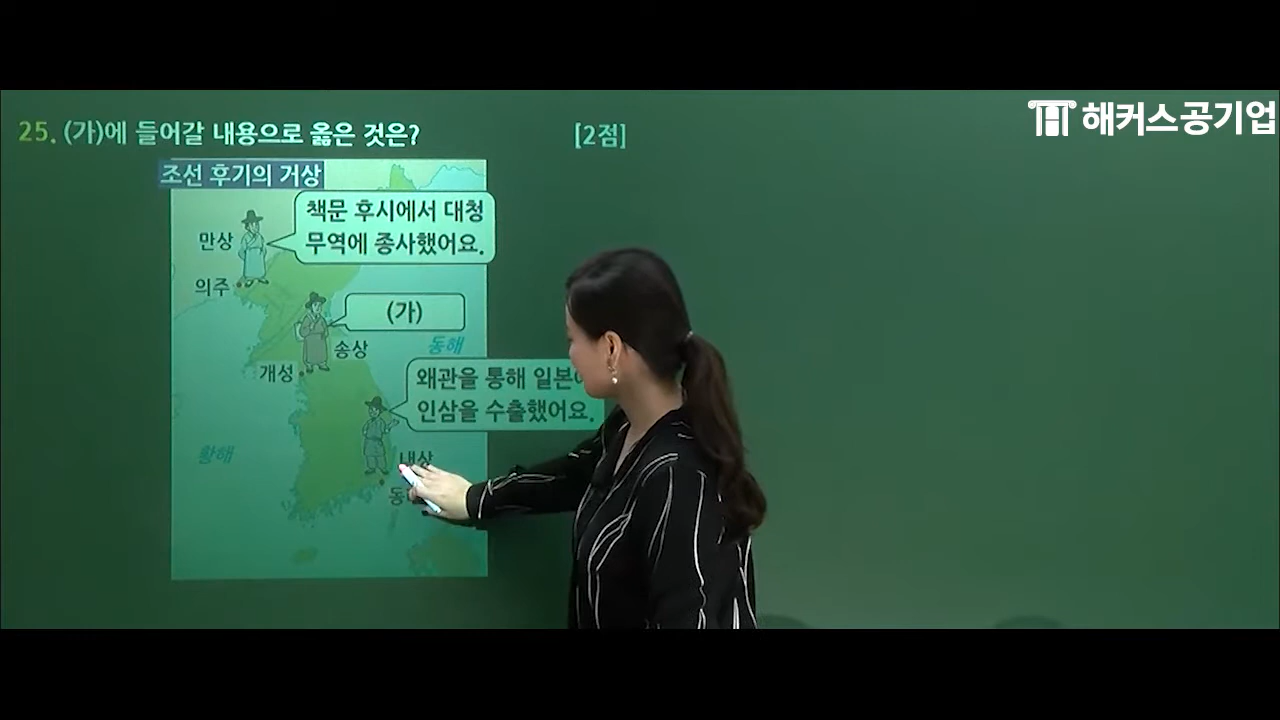 해커스공기업
25. (가)에 들어갈 내용으로 옳은 것은? [2점]
조선 후기의 거상
책문 후시에서 대청
무역에 종사했어요.
만상
의주
(가)
송상
동해
개성
왜관을 통해 일본
인삼을 수출했어요.
황해
내상